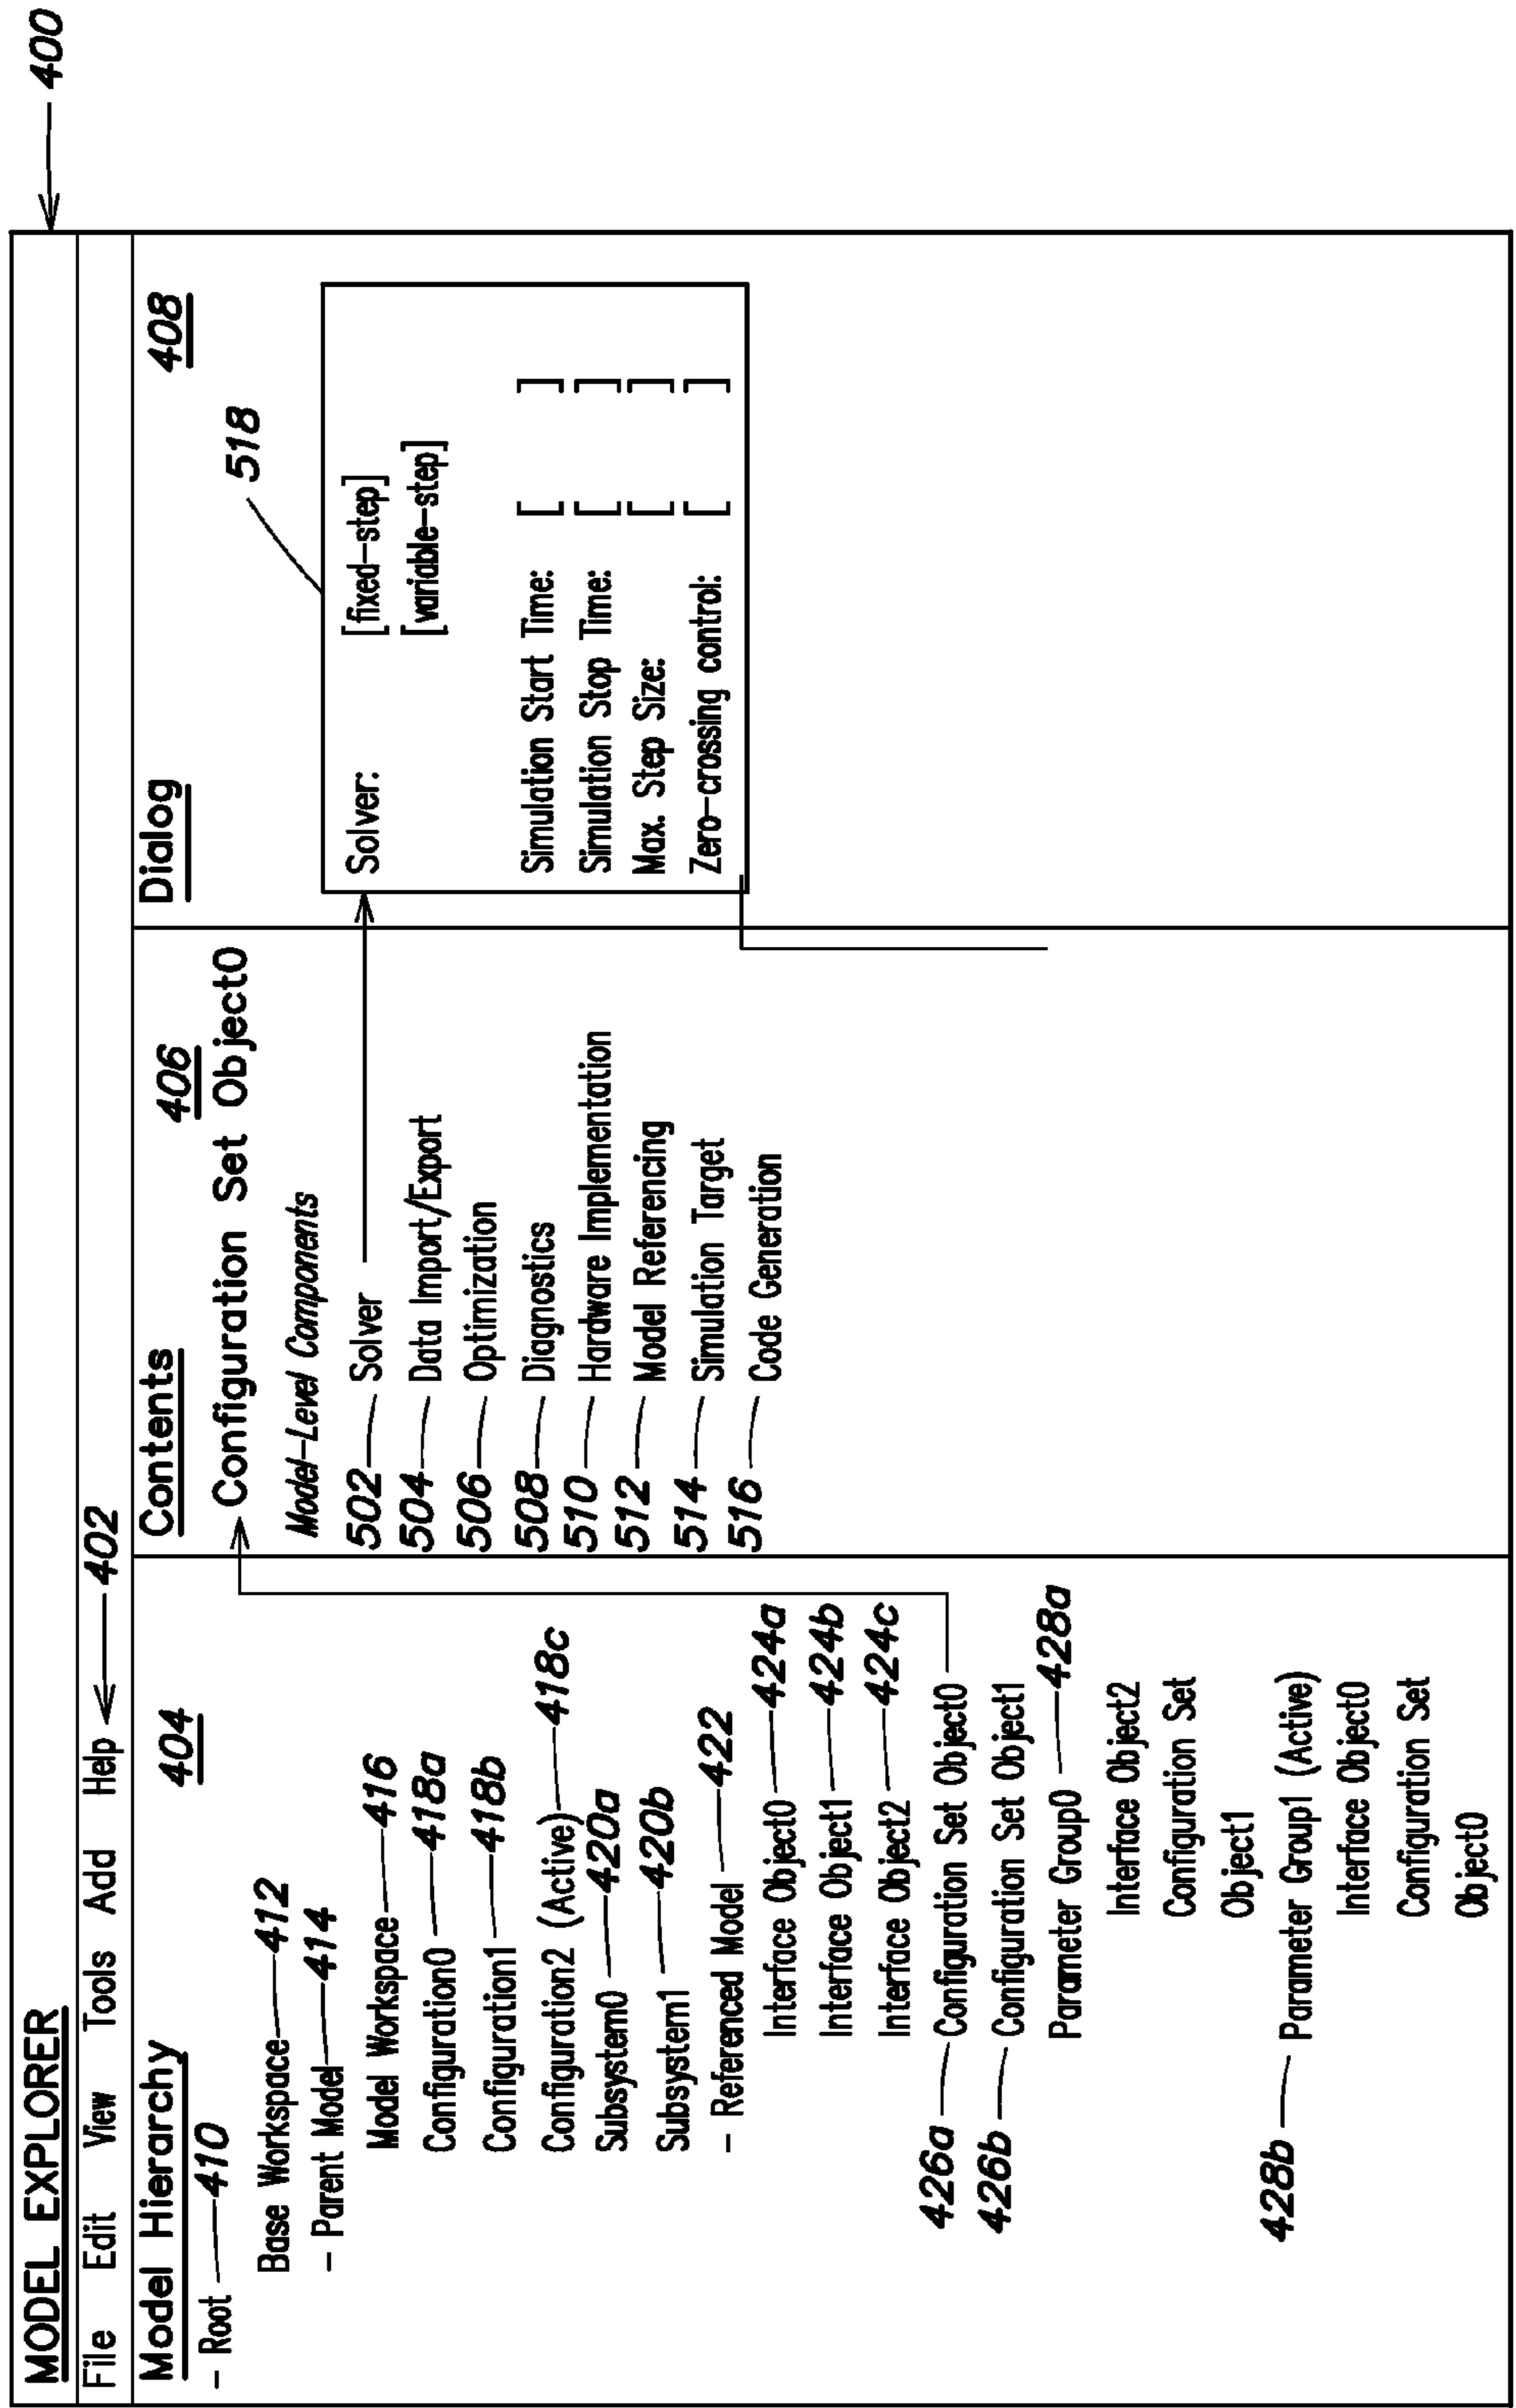 400
MODEL EXPLORER
File Edit View Tools Add Help 402
Model Hierarchy 404
- Root 410
Base Workspace 412
- Parent Model 414
Model Workspace 416
Configuration0 418a
Configuration1 418b
Configuration2 (Active) 418c
Subsystem0 420a
Subsystem1 420b
- Referenced Model 422
Interface Object0 424a
Interface Object1 424b
Interface Object2 424c
426a Configuration Set Object0
426b Configuration Set Object1
Parameter Group0 428a
Interface Object2
Configuration Set
Object1
428b Parameter Group1 (Active)
Interface Object0
Configuration Set
Object0
Contents 406
Configuration Set Object0
Model-Level Components
502 Solver
504 Data Import/Export
506 Optimization
508 Diagnostics
510 Hardware Implementation
512 Model Referencing
514 Simulation Target
516 Code Generation
Dialog 408
518
Solver: [fixed-step]
[variable-step]
Simulation Start Time: [ ]
Simulation Stop Time: [ ]
Max. Step Size: [ ]
Zero-crossing control: [ ]